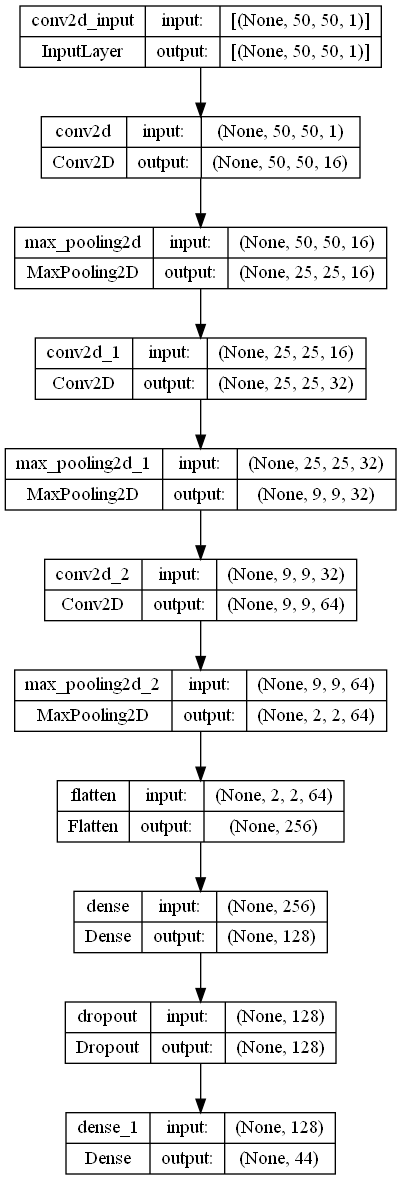 conv2d_input input: [(None, 50, 50, 1)]
InputLayer output: [(None, 50, 50, 1)]
conv2d input: (None, 50, 50, 1)
Conv2D output: (None, 50, 50, 16)
max_pooling2d input: (None, 50, 50, 16)
MaxPooling2D output: (None, 25, 25, 16)
conv2d_1 input: (None, 25, 25, 16)
Conv2D output: (None, 25, 25, 32)
max_pooling2d_1 input: (None, 25, 25, 32)
MaxPooling2D output: (None, 9, 9, 32)
conv2d_2 input: (None, 9, 9, 32)
Conv2D output: (None, 9, 9, 64)
max_pooling2d_2 input: (None, 9, 9, 64)
MaxPooling2D output: (None, 2, 2, 64)
flatten input: (None, 2, 2, 64)
Flatten output: (None, 256)
dense input: (None, 256)
Dense output: (None, 128)
dropout input: (None, 128)
Dropout output: (None, 128)
dense_1 input: (None, 128)
Dense output: (None, 44)